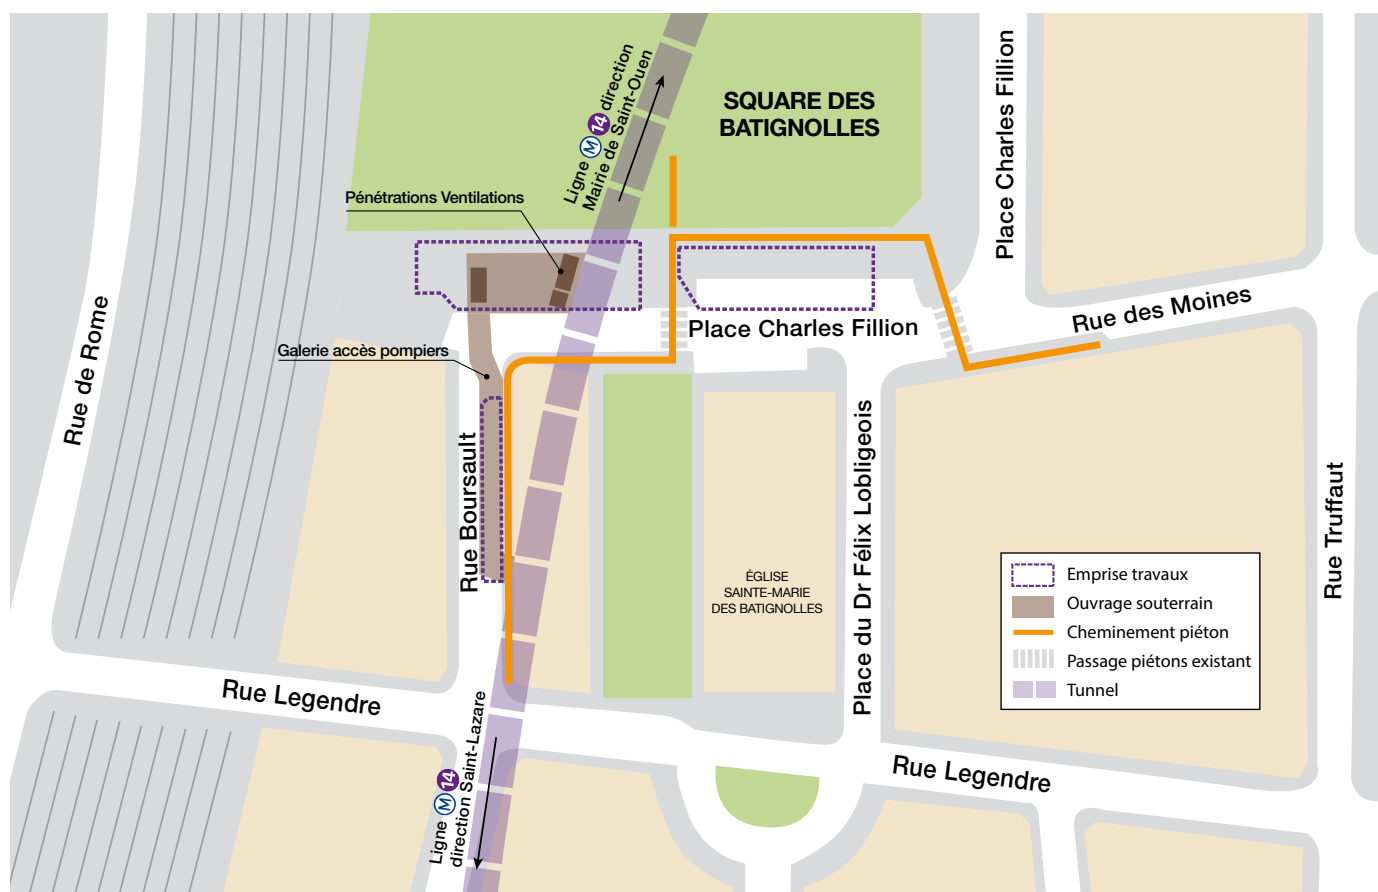 SQUARE DES
BATIGNOLLES
Place Charles Fillion
Ligne M 14 direction
Mairie de Saint-Ouen
Pénétrations Ventilations
Rue des Moines
Place Charles Fillion
Rue de Rome
Galerie accès pompiers
Rue Boursault
Place du Dr Félix Lobligeois
Rue Truffaut
ÉGLISE
SAINTE-MARIE
DES BATIGNOLLES
Emprise travaux
Ouvrage souterrain
Cheminement piéton
Passage piétons existant
Tunnel
Rue Legendre
Rue Legendre
Ligne M 14
direction Saint-Lazare